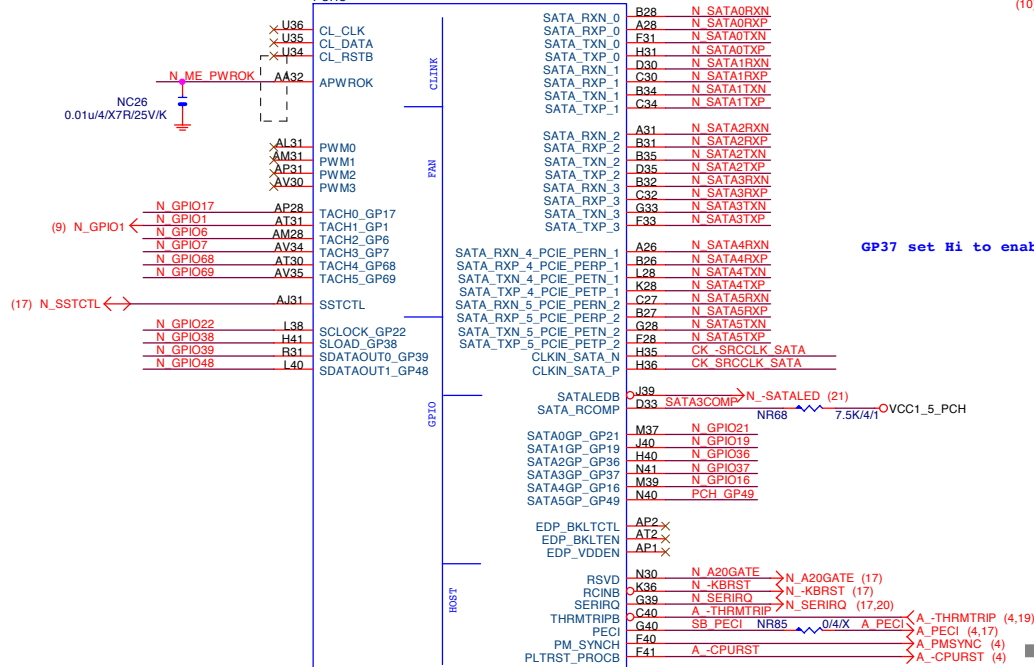 (10)
U36 CL_CLK
U35 CL_DATA
U34 CL_RSTB
N_ME_PWROK AA32 APWROK
NC26
0.01u/4/X7R/25V/K
CLINK
AL31 PWM0
AM31 PWM1
AP31 PWM2
AV30 PWM3
FAN
N_GPIO17 AP28 TACH0_GP17
(9) N_GPIO1 N_GPIO1 AT31 TACH1_GP1
N_GPIO6 AM28 TACH2_GP6
N_GPIO7 AV34 TACH3_GP7
N_GPIO68 AT30 TACH4_GP68
N_GPIO69 AV35 TACH5_GP69
(17) N_SSTCTL AJ31 SSTCTL
N_GPIO22 L38 SCLOCK_GP22
N_GPIO38 H41 SLOAD_GP38
N_GPIO39 R31 SDATAOUT0_GP39
N_GPIO48 L40 SDATAOUT1_GP48
GPIO
HOST
SATA_RXN_0 B28 N_SATA0RXN
SATA_RXP_0 A28 N_SATA0RXP
SATA_TXN_0 F31 N_SATA0TXN
SATA_TXP_0 H31 N_SATA0TXP
SATA_RXN_1 D30 N_SATA1RXN
SATA_RXP_1 C30 N_SATA1RXP
SATA_TXN_1 B34 N_SATA1TXN
SATA_TXP_1 C34 N_SATA1TXP
SATA_RXN_2 A31 N_SATA2RXN
SATA_RXP_2 B31 N_SATA2RXP
SATA_TXN_2 B35 N_SATA2TXN
SATA_TXP_2 D35 N_SATA2TXP
SATA_RXN_3 B32 N_SATA3RXN
SATA_RXP_3 C32 N_SATA3RXP
SATA_TXN_3 G33 N_SATA3TXN
SATA_TXP_3 F33 N_SATA3TXP
SATA_RXN_4_PCIE_PERN_1 A26 N_SATA4RXN
SATA_RXP_4_PCIE_PERP_1 B26 N_SATA4RXP
SATA_TXN_4_PCIE_PETN_1 L28 N_SATA4TXN
SATA_TXP_4_PCIE_PETP_1 K28 N_SATA4TXP
SATA_RXN_5_PCIE_PERN_2 C27 N_SATA5RXN
SATA_RXP_5_PCIE_PERP_2 B27 N_SATA5RXP
SATA_TXN_5_PCIE_PETN_2 G28 N_SATA5TXN
SATA_TXP_5_PCIE_PETP_2 F28 N_SATA5TXP
CLKIN_SATA_N H35 CK_-SRCCLK_SATA
CLKIN_SATA_P H36 CK_SRCCLK_SATA
GP37 set Hi to enab
SATALEDB J39 N_-SATALED (21)
SATA_RCOMP D33 SATA3COMP NR68 7.5K/4/1 VCC1_5_PCH
SATA0GP_GP21 M37 N_GPIO21
SATA1GP_GP19 J40 N_GPIO19
SATA2GP_GP36 H40 N_GPIO36
SATA3GP_GP37 N41 N_GPIO37
SATA4GP_GP16 M39 N_GPIO16
SATA5GP_GP49 N40 PCH_GP49
EDP_BKLTCTL AP2
EDP_BKLTEN AT2
EDP_VDDEN AP1
RSVD N30 N_A20GATE N_A20GATE (17)
RCINB K36 N_-KBRST N_-KBRST (17)
SERIRQ G39 N_SERIRQ N_SERIRQ (17,20)
THRMTRIPB C40 A_-THRMTRIP A_-THRMTRIP (4,19)
PECI G40 SB_PECI NR85 0/4/X A_PECI A_PECI (4,17)
PM_SYNCH F40 A_PMSYNC (4)
PLTRST_PROCB F41 A_-CPURST A_-CPURST (4)